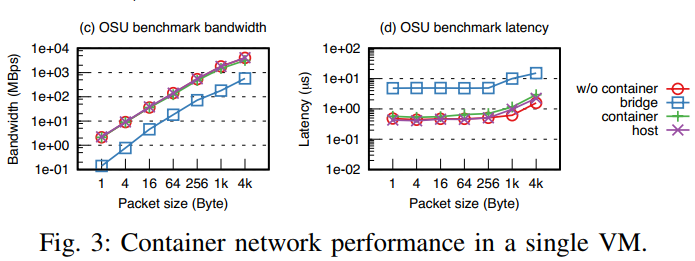 (c) OSU benchmark bandwidth
Bandwidth (MBps)
1e+04
1e+03
1e+02
1e+01
1e+00
1e-01
1 4 16 64 256 1k 4k
Packet size (Byte)
(d) OSU benchmark latency
Latency (µs)
1e+02
1e+01
1e+00
1e-01
1e-02
1 4 16 64 256 1k 4k
Packet size (Byte)
w/o container
bridge
container
host
Fig. 3: Container network performance in a single VM.